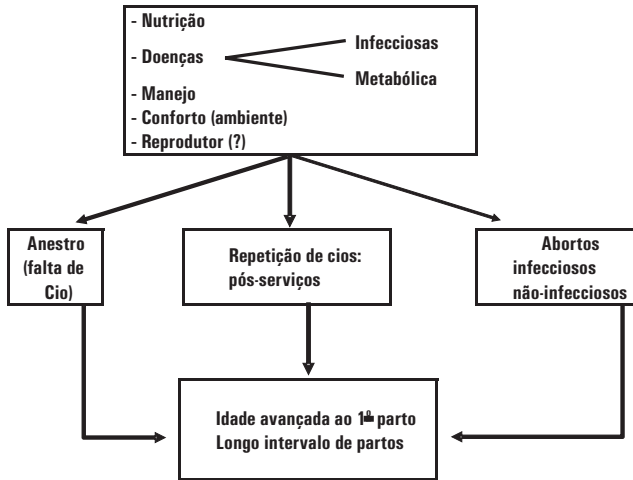 - Nutrição
Infecciosas
- Doenças
Metabólica
- Manejo
- Conforto (ambiente)
- Reprodutor (?)
Anestro
(falta de
Cio)
Repetição de cios:
pós-serviços
Abortos
infecciosos
não-infecciosos
Idade avançada ao 1º parto
Longo intervalo de partos